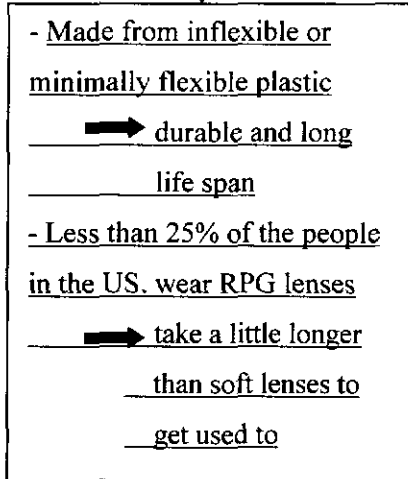 - Made from inflexible or
minimally flexible plastic
durable and long
life span
- Less than 25% of the people
in the US. wear RPG lenses
take a little longer
than soft lenses to
get used to